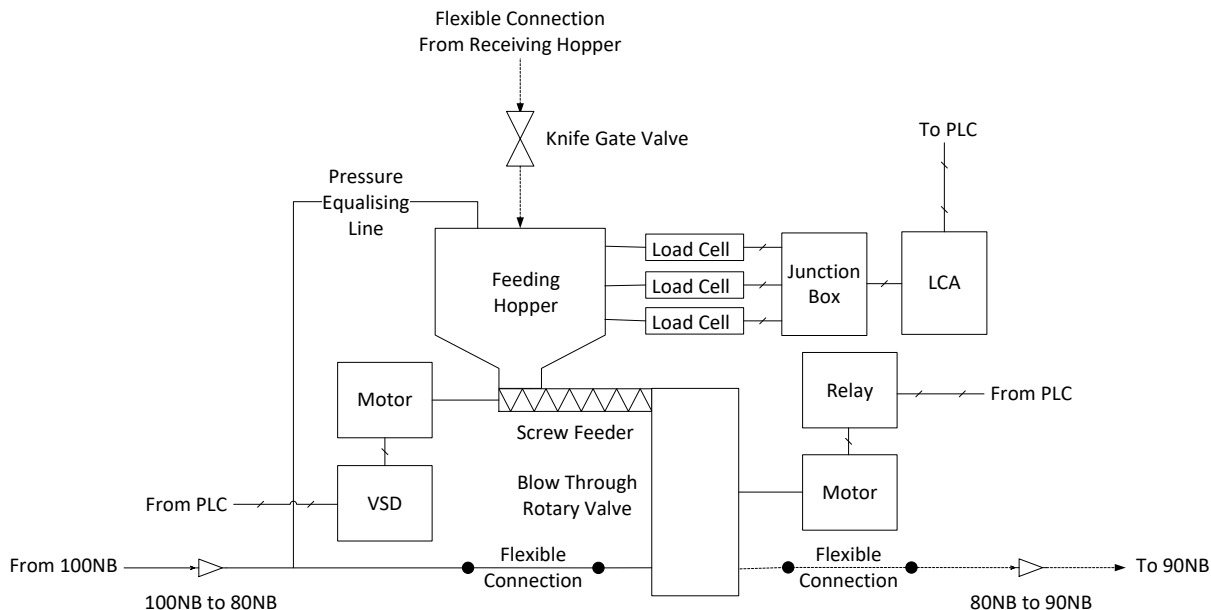 Flexible Connection
From Receiving Hopper
Knife Gate Valve
To PLC
Pressure
Equalising
Line
Load Cell
Load Cell
Load Cell
Feeding
Hopper
Junction
Box
LCA
Motor
Relay
From PLC
Screw Feeder
From PLC
VSD
Blow Through
Rotary Valve
Motor
From 100NB
100NB to 80NB
Flexible
Connection
Flexible
Connection
80NB to 90NB
To 90NB